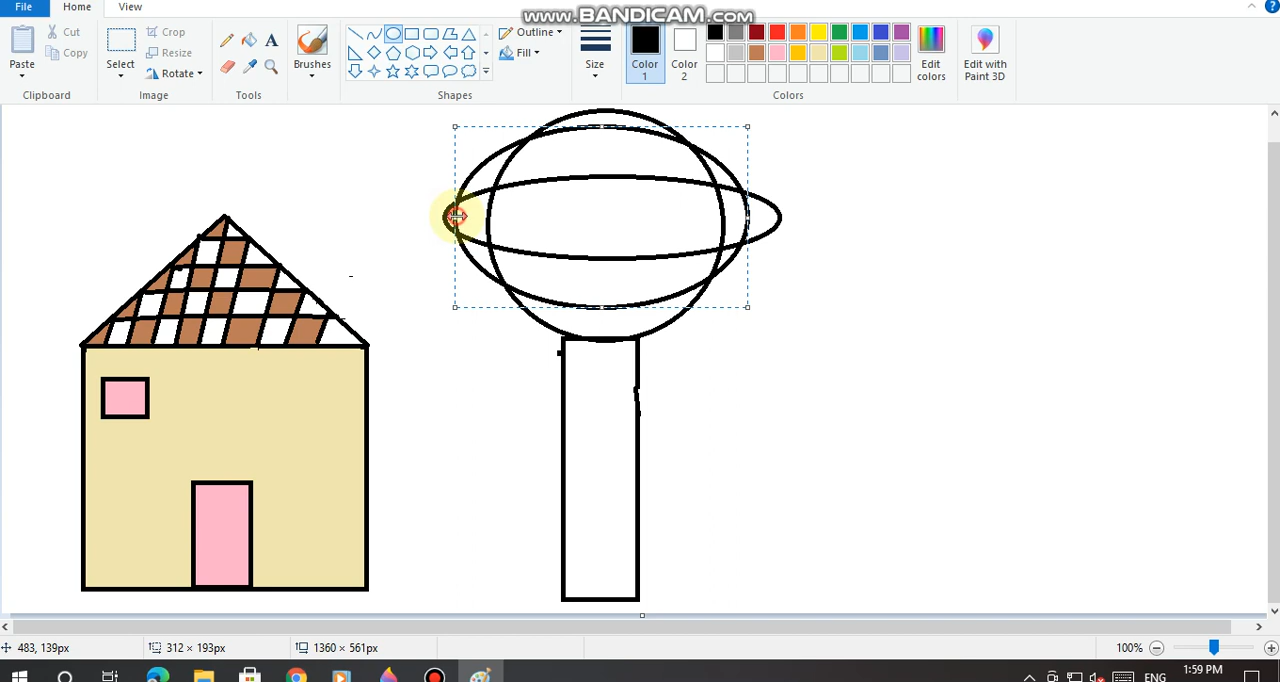 File
Home
View
www.BANDICAM.com
Paste
Cut
Copy
Clipboard
Select
Crop
Resize
Rotate
Image
Tools
A
Brushes
Outline
Fill
Shapes
Size
Color 1
Color 2
Edit colors
Colors
Edit with Paint 3D
483, 139px
312 × 193px
1360 × 561px
100%
ENG
1:59 PM